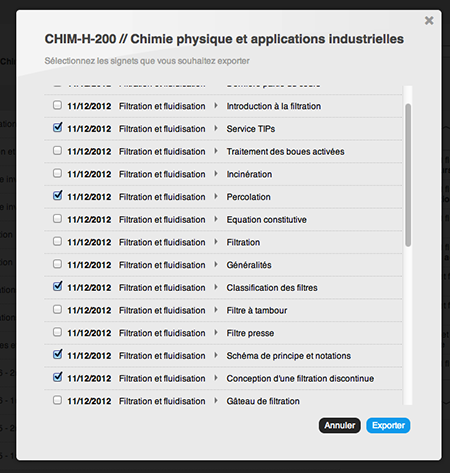 CHIM-H-200 // Chimie physique et applications industrielles
Sélectionnez les signets que vous souhaitez exporter
11/12/2012 Filtration et fluidisation Introduction à la filtration
11/12/2012 Filtration et fluidisation Service TIPs
11/12/2012 Filtration et fluidisation Traitement des boues activées
11/12/2012 Filtration et fluidisation Incinération
11/12/2012 Filtration et fluidisation Percolation
11/12/2012 Filtration et fluidisation Equation constitutive
11/12/2012 Filtration et fluidisation Filtration
11/12/2012 Filtration et fluidisation Généralités
11/12/2012 Filtration et fluidisation Classification des filtres
11/12/2012 Filtration et fluidisation Filtre à tambour
11/12/2012 Filtration et fluidisation Filtre presse
11/12/2012 Filtration et fluidisation Schéma de principe et notations
11/12/2012 Filtration et fluidisation Conception d'une filtration discontinue
11/12/2012 Filtration et fluidisation Gâteau de filtration
Annuler Exporter